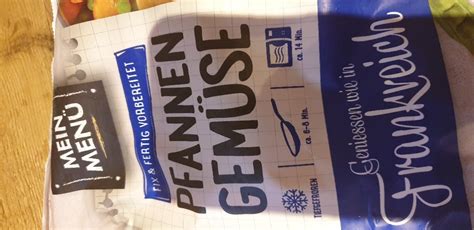 MEIN
MENÜ
FIX & FERTIG VORBEREITET
PFANNEN
GEMÜSE
TIEFGEFROREN
ca. 6-8 Min.
ca. 14 Min.
Geniessen wie in
Frankreich